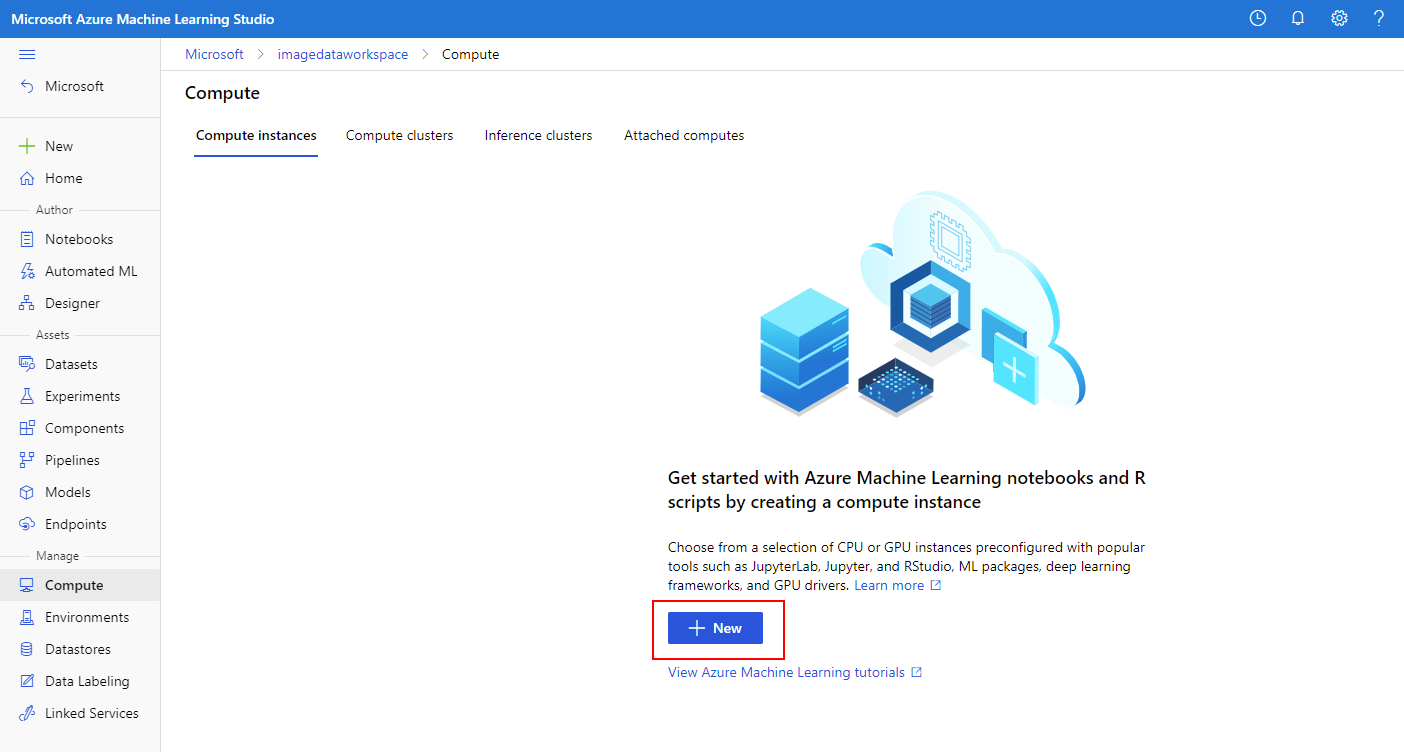 Microsoft Azure Machine Learning Studio
Microsoft > imagedataworkspace > Compute
Microsoft
New
Home
Author
Notebooks
Automated ML
Designer
Assets
Datasets
Experiments
Components
Pipelines
Models
Endpoints
Manage
Compute
Environments
Datastores
Data Labeling
Linked Services
Compute
Compute instances Compute clusters Inference clusters Attached computes
Get started with Azure Machine Learning notebooks and R
scripts by creating a compute instance
Choose from a selection of CPU or GPU instances preconfigured with popular
tools such as JupyterLab, Jupyter, and RStudio, ML packages, deep learning
frameworks, and GPU drivers. Learn more
New
View Azure Machine Learning tutorials